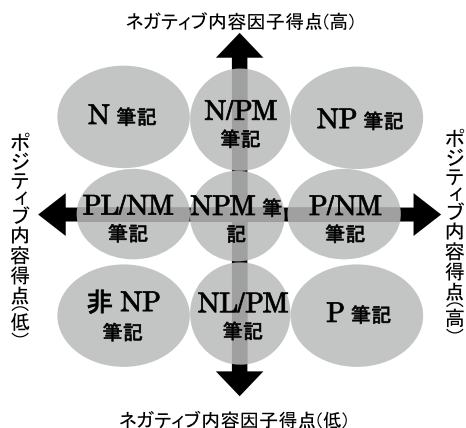 ネガティブ内容因子得点(高)
N 筆記
N/PM
筆記
NP 筆記
ポジティブ内容得点(低)
PL/NM
筆記
NPM 筆
記
P/NM
筆記
ポジティブ内容得点(高)
非 NP
筆記
NL/PM
筆記
P 筆記
ネガティブ内容因子得点(低)